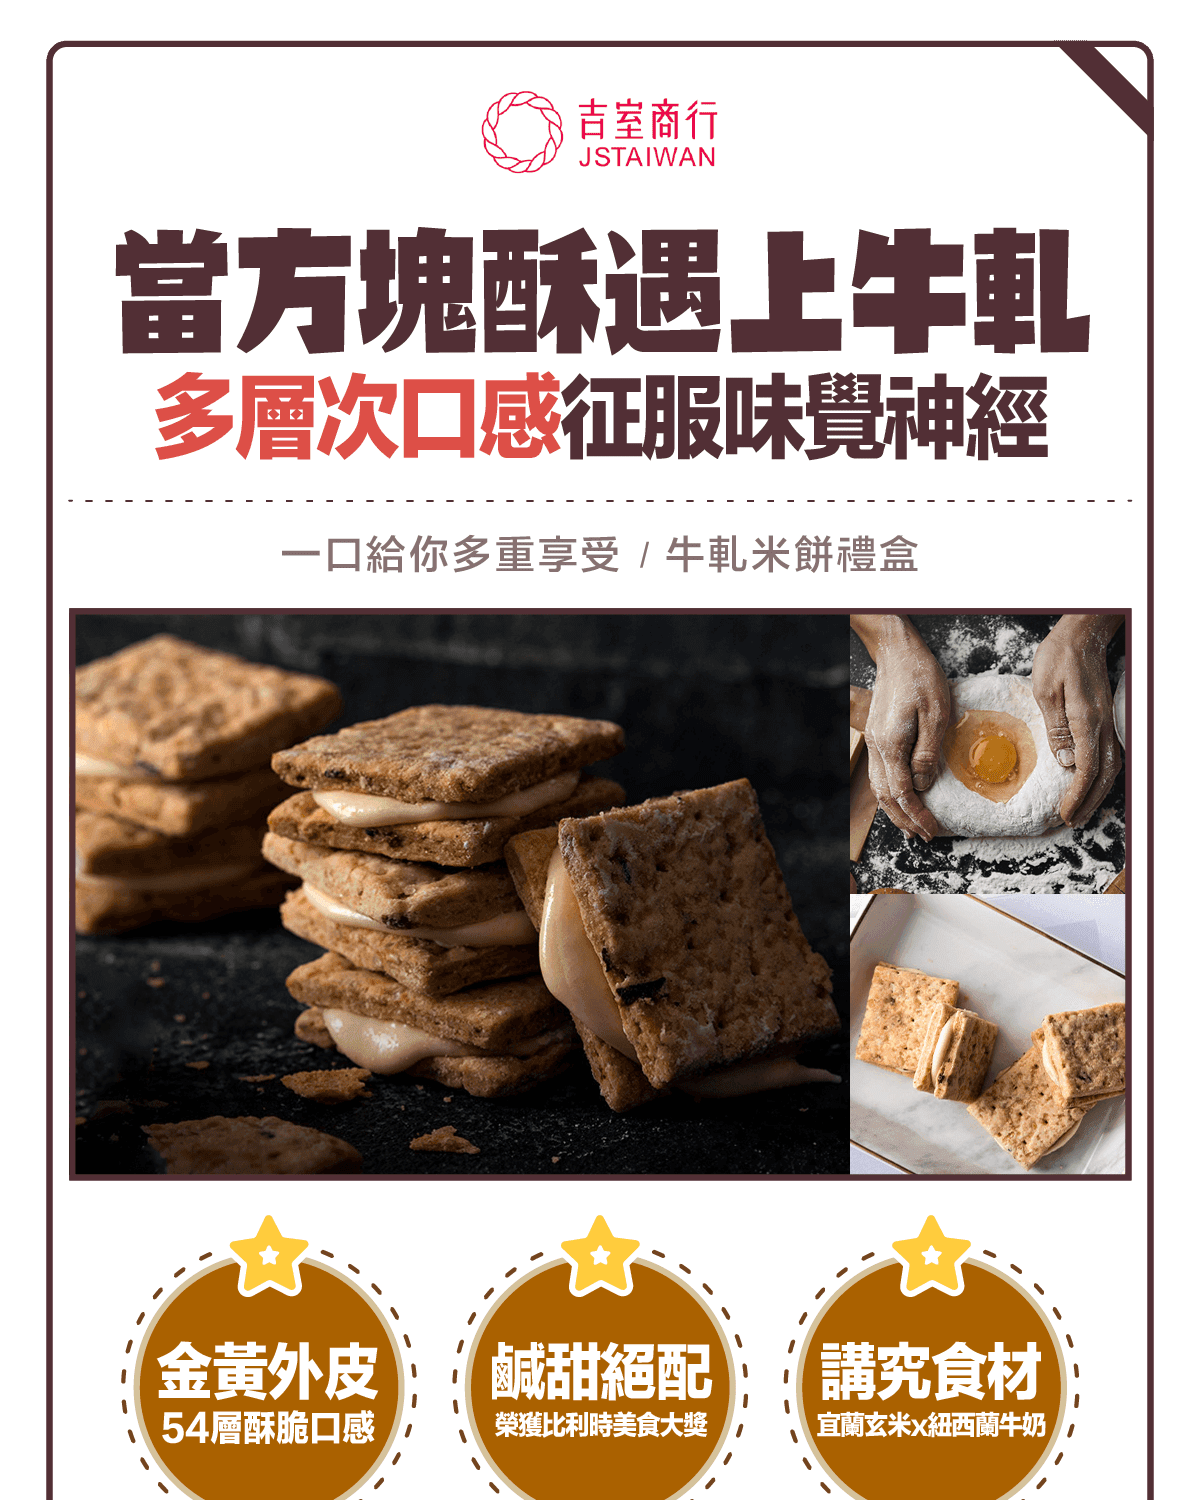 吉室商行
JSTAIWAN
當方塊酥遇上牛軋
多層次口感征服味覺神經
一口給你多重享受 / 牛軋米餅禮盒
金黃外皮
54層酥脆口感
鹹甜絕配
榮獲比利時美食大獎
講究食材
宜蘭玄米x紐西蘭牛奶